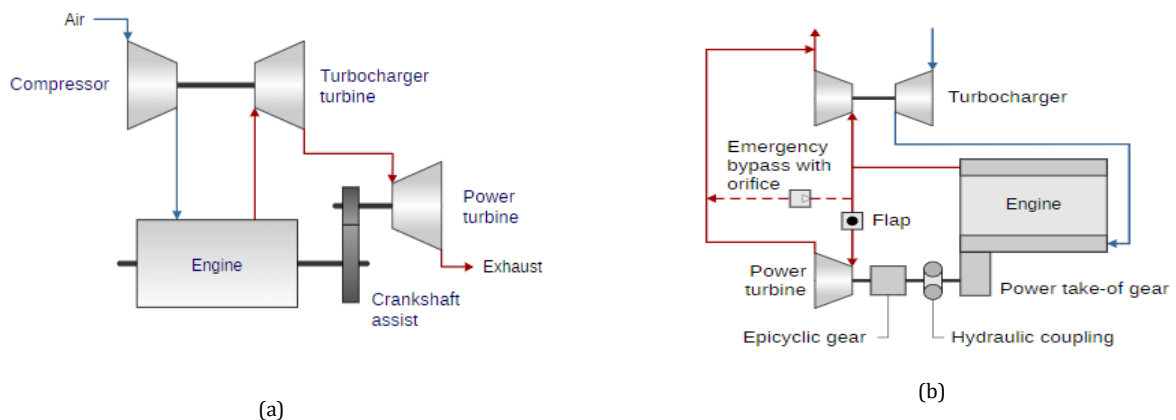 Air
Compressor
Turbocharger
turbine
Power
turbine
Engine
Exhaust
Crankshaft
assist
(a)
Turbocharger
Emergency
bypass with
orifice
Engine
Flap
Power
turbine
Power take-of gear
Epicyclic gear
Hydraulic coupling
(b)